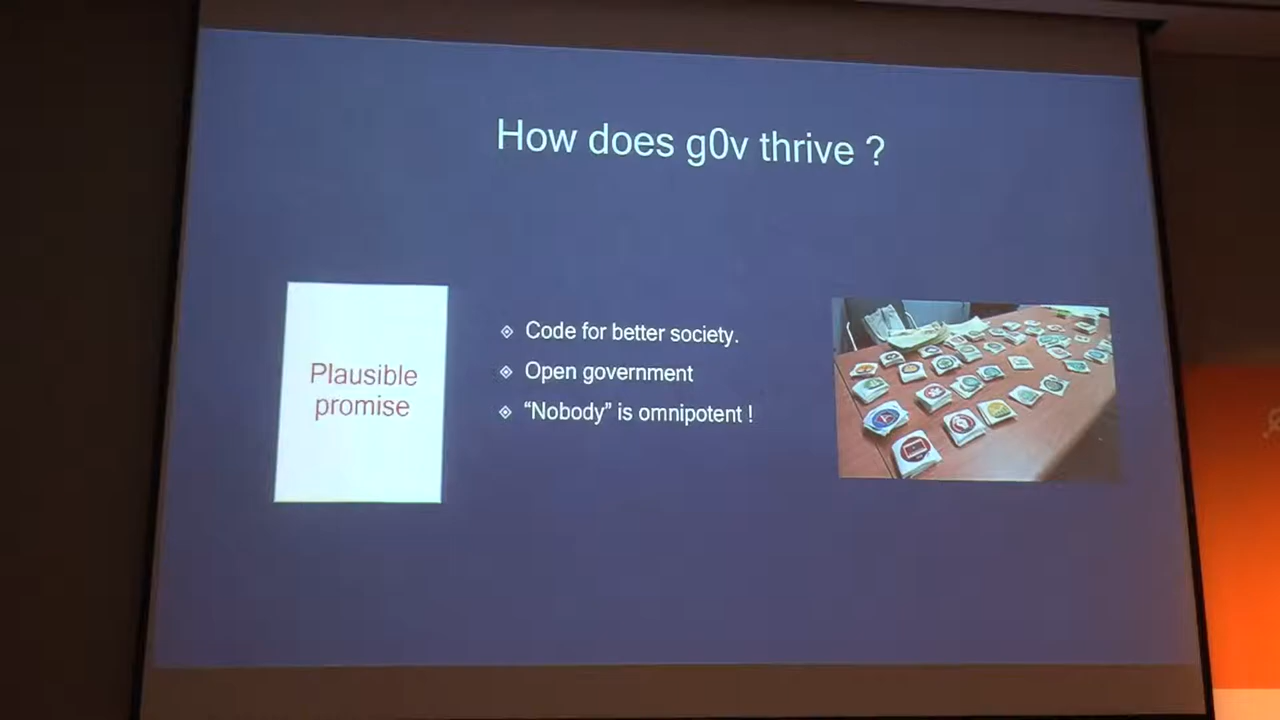 How does g0v thrive ?
Plausible
promise
Code for better society.
Open government
“Nobody” is omnipotent !